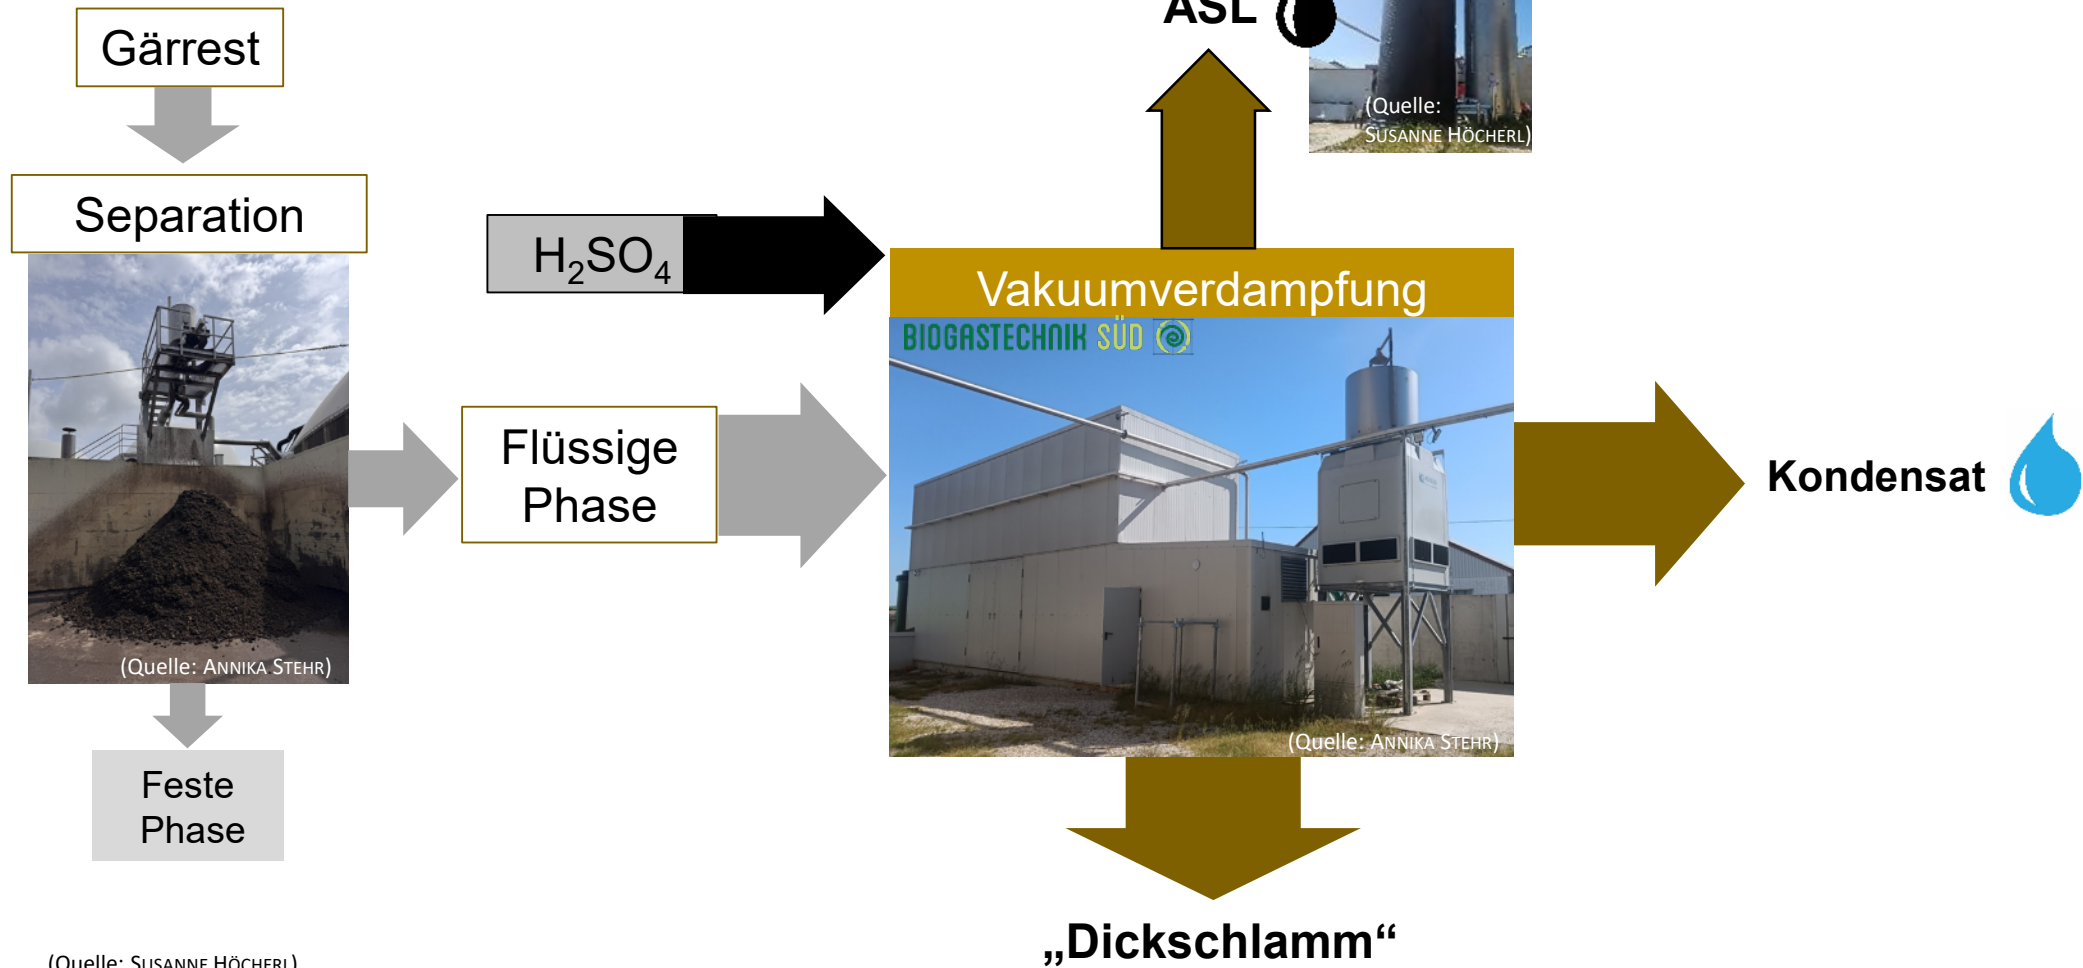 ASL
Gärrest
(Quelle:
SUSANNE HÖCHERL)
Separation
H₂SO₄
Vakuumverdampfung
BIOGASTECHNIK SÜD
Flüssige
Phase
Kondensat
(Quelle: ANNIKA STEHR)
(Quelle: ANNIKA STEHR)
Feste
Phase
„Dickschlamm“
(Quelle: SUSANNE HÖCHERL)